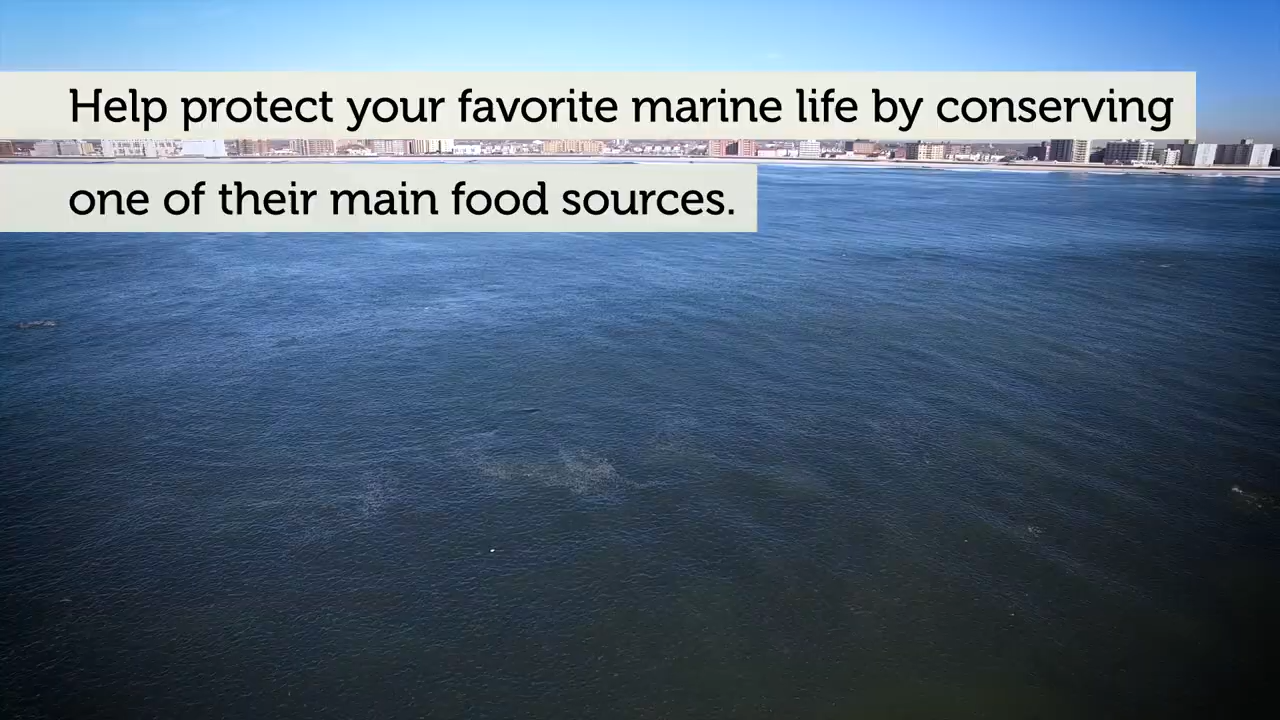 Help protect your favorite marine life by conserving
one of their main food sources.